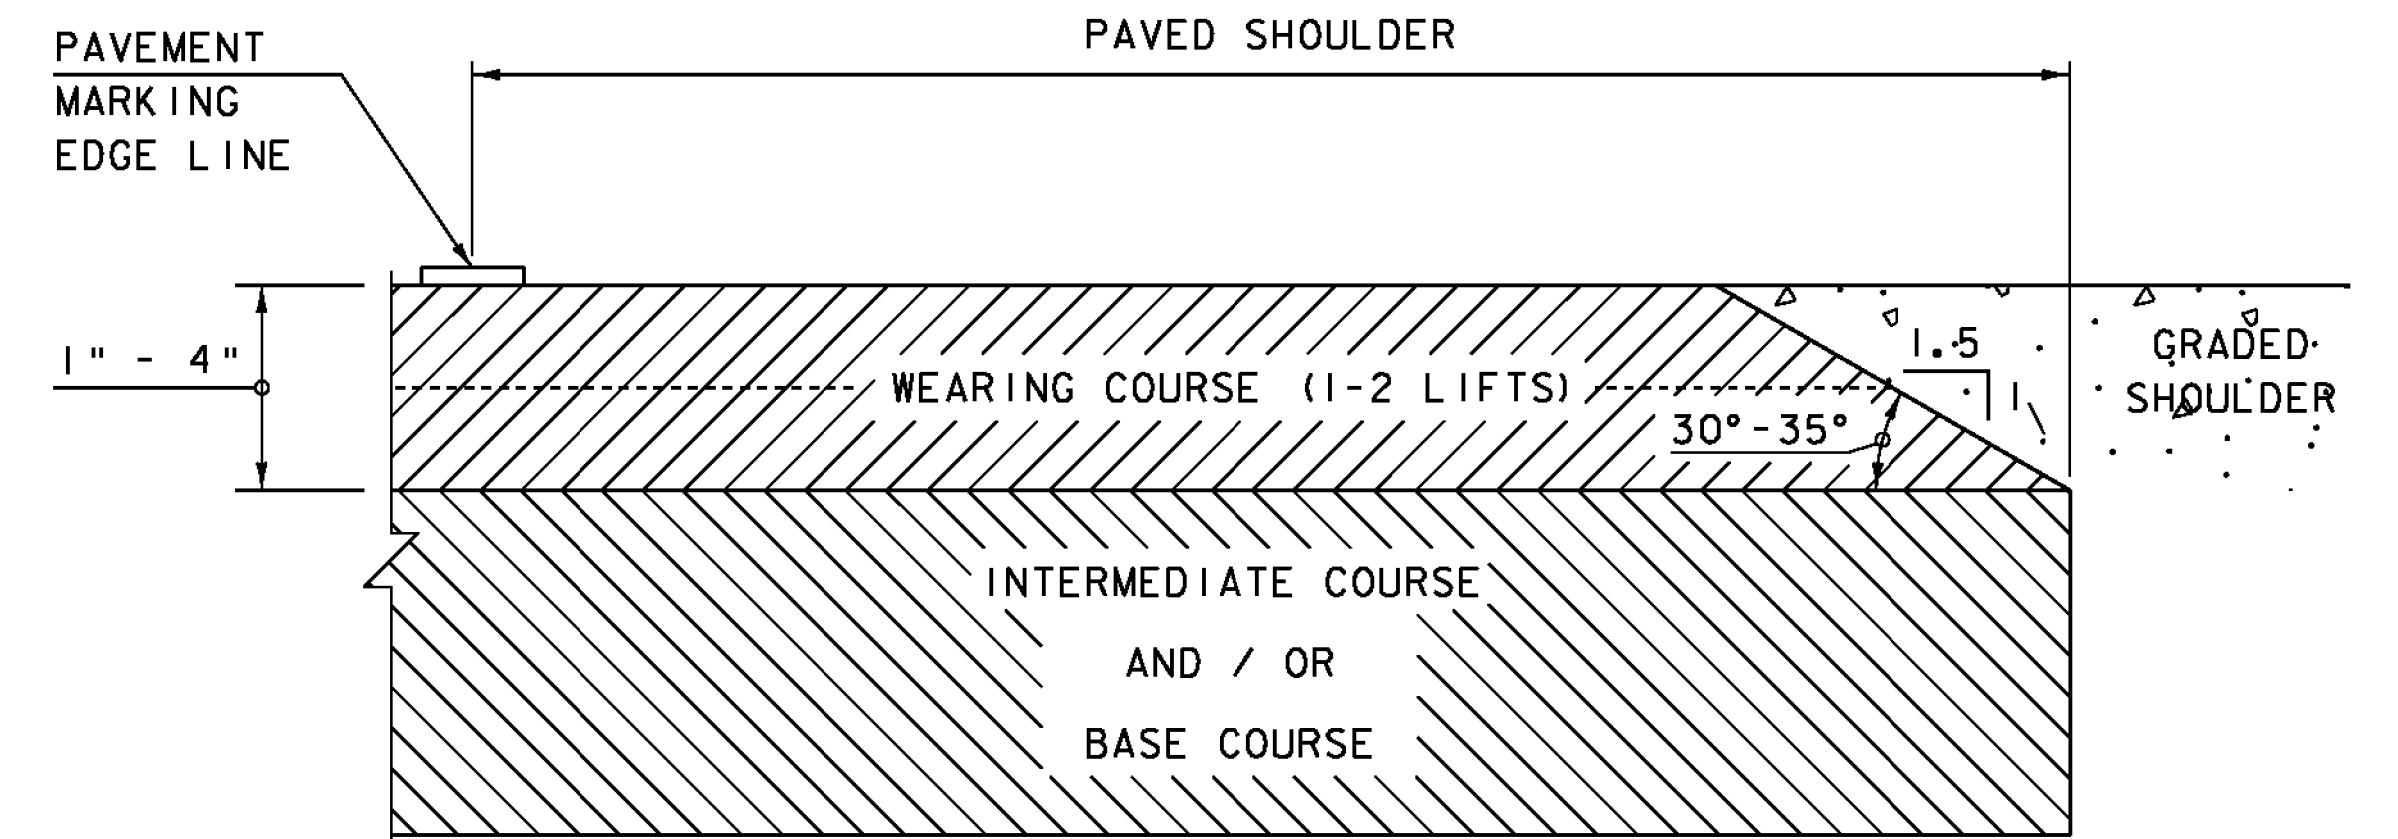 PAVEMENT
MARKING
EDGE LINE
PAVED SHOULDER
1" - 4"
WEARING COURSE (1-2 LIFTS)
30°-35°
1.5
1
GRADED
SHOULDER
INTERMEDIATE COURSE
AND / OR
BASE COURSE